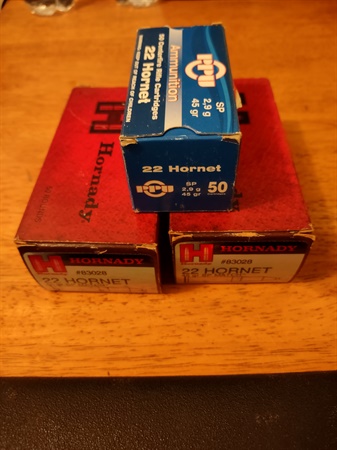 50 Centerfire Rifle Cartridges
22 Hornet
Ammunition
PPU
SP
2,9 g
45 gr
22 Hornet
PPU
SP
2,9 g
45 gr
50
Hornady
HORNADY
#83028
22 HORNET
HORNADY
#83028
22 HORNET